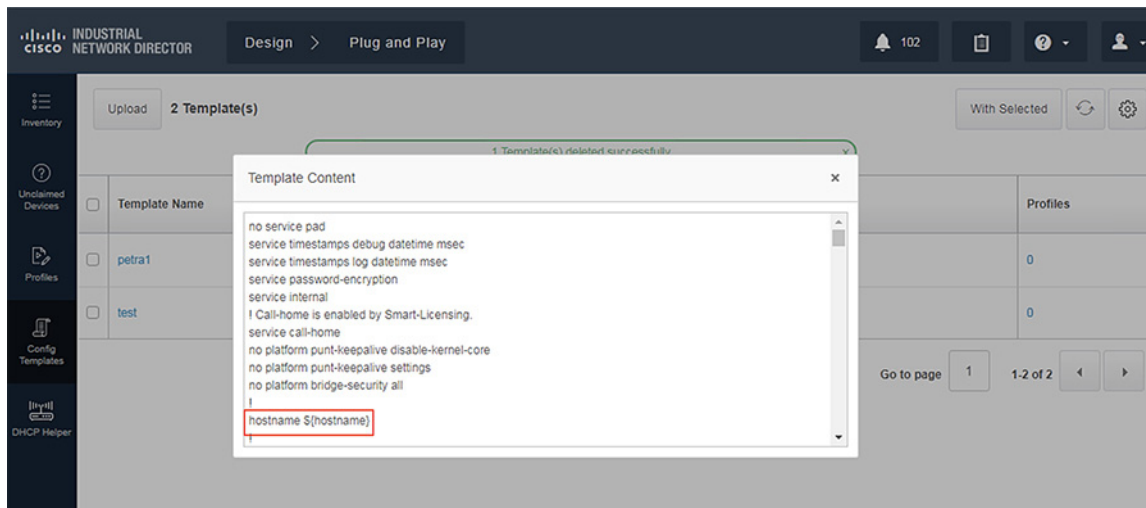 cisco INDUSTRIAL NETWORK DIRECTOR
Design > Plug and Play
102
Inventory
Unclaimed Devices
Profiles
Config Templates
DHCP Helper
Upload 2 Template(s)
With Selected
1 Template(s) deleted successfully x
Template Name
Profiles
petra1
0
test
0
Go to page 1 1-2 of 2
Template Content ×
no service pad
service timestamps debug datetime msec
service timestamps log datetime msec
service password-encryption
service internal
! Call-home is enabled by Smart-Licensing.
service call-home
no platform punt-keepalive disable-kernel-core
no platform punt-keepalive settings
no platform bridge-security all
!
hostname ${hostname}
!